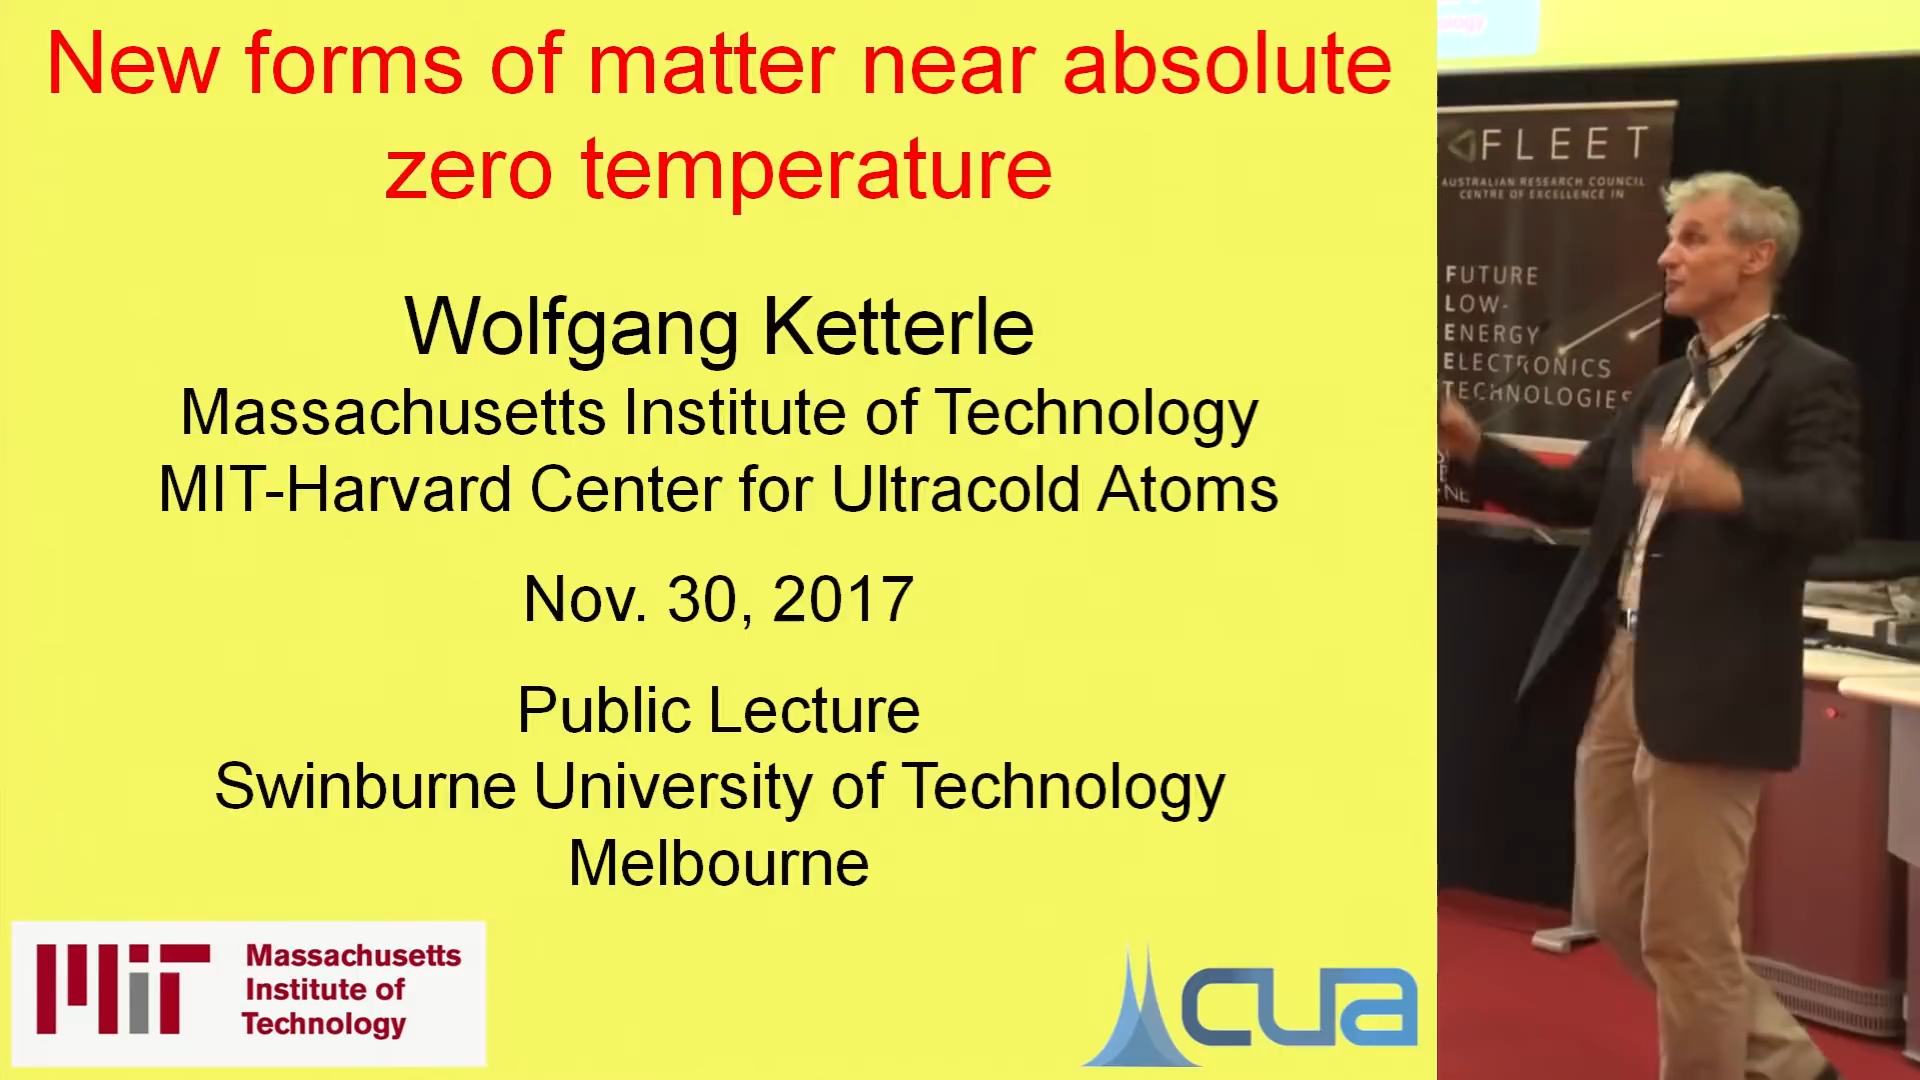 New forms of matter near absolute
zero temperature
Wolfgang Ketterle
Massachusetts Institute of Technology
MIT-Harvard Center for Ultracold Atoms
Nov. 30, 2017
Public Lecture
Swinburne University of Technology
Melbourne
MIT
Massachusetts
Institute of
Technology
cua
FLEET
AUSTRALIAN RESEARCH COUNCIL
CENTRE OF EXCELLENCE IN
FUTURE
LOW-
ENERGY
ELECTRONICS
TECHNOLOGIES